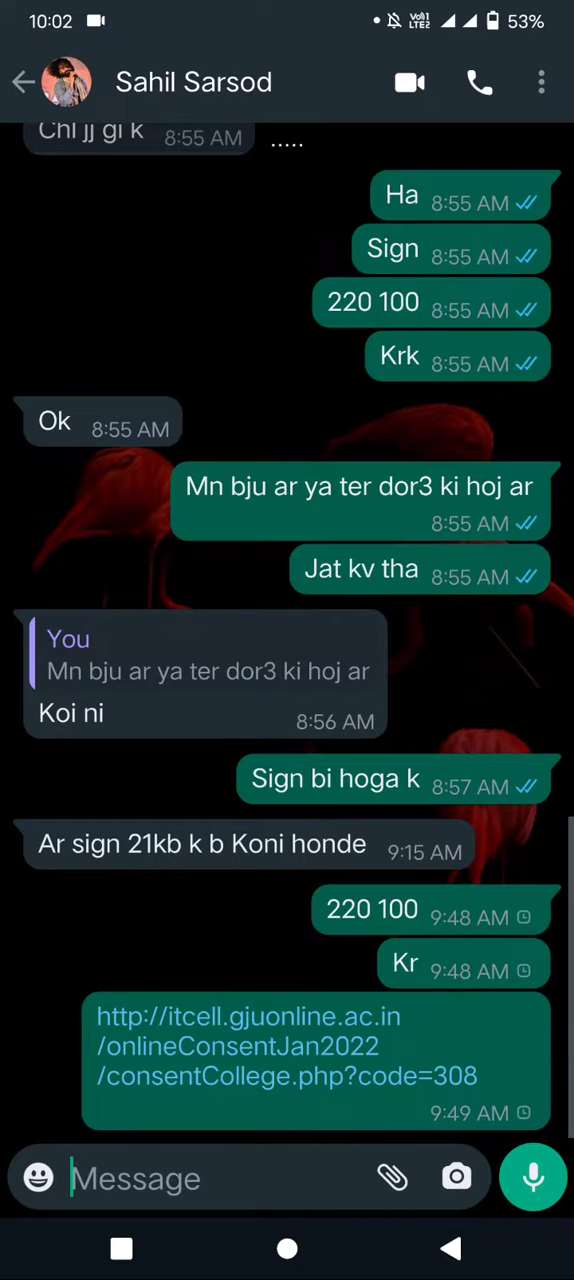 10:02
Vo)) 1
LTE2
53%
Sahil Sarsod
Chl jj gi k 8:55 AM
.....
Ha 8:55 AM
Sign 8:55 AM
220 100 8:55 AM
Krk 8:55 AM
Ok 8:55 AM
Mn bju ar ya ter dor3 ki hoj ar
8:55 AM
Jat kv tha 8:55 AM
You
Mn bju ar ya ter dor3 ki hoj ar
Koi ni 8:56 AM
Sign bi hoga k 8:57 AM
Ar sign 21kb k b Koni honde 9:15 AM
220 100 9:48 AM
Kr 9:48 AM
http://itcell.gjuonline.ac.in
/onlineConsentJan2022
/consentCollege.php?code=308
9:49 AM
Message